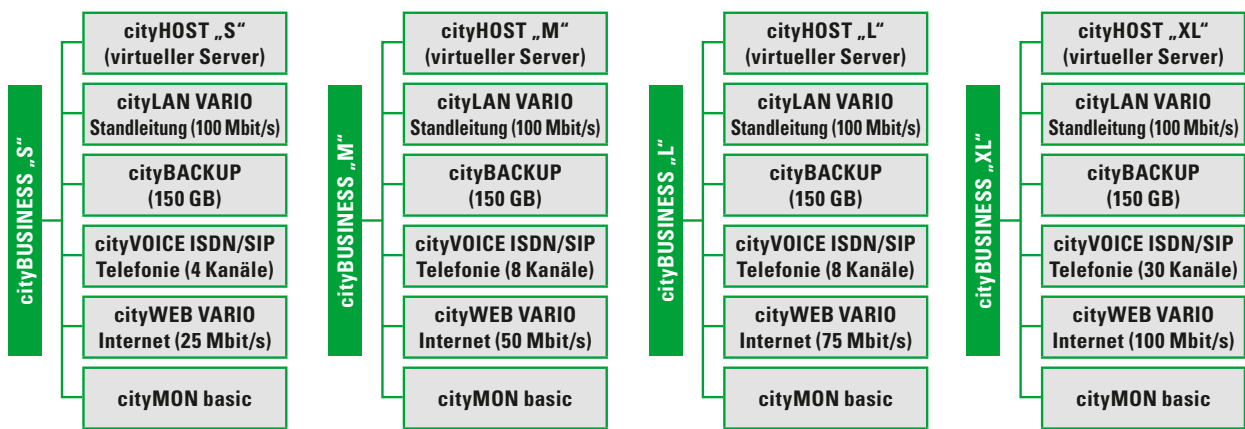 cityBUSINESS „S“
cityHOST „S“
(virtueller Server)
cityLAN VARIO
Standleitung (100 Mbit/s)
cityBACKUP
(150 GB)
cityVOICE ISDN/SIP
Telefonie (4 Kanäle)
cityWEB VARIO
Internet (25 Mbit/s)
cityMON basic
cityBUSINESS „M“
cityHOST „M“
(virtueller Server)
cityLAN VARIO
Standleitung (100 Mbit/s)
cityBACKUP
(150 GB)
cityVOICE ISDN/SIP
Telefonie (8 Kanäle)
cityWEB VARIO
Internet (50 Mbit/s)
cityMON basic
cityBUSINESS „L“
cityHOST „L“
(virtueller Server)
cityLAN VARIO
Standleitung (100 Mbit/s)
cityBACKUP
(150 GB)
cityVOICE ISDN/SIP
Telefonie (8 Kanäle)
cityWEB VARIO
Internet (75 Mbit/s)
cityMON basic
cityBUSINESS „XL“
cityHOST „XL“
(virtueller Server)
cityLAN VARIO
Standleitung (100 Mbit/s)
cityBACKUP
(150 GB)
cityVOICE ISDN/SIP
Telefonie (30 Kanäle)
cityWEB VARIO
Internet (100 Mbit/s)
cityMON basic